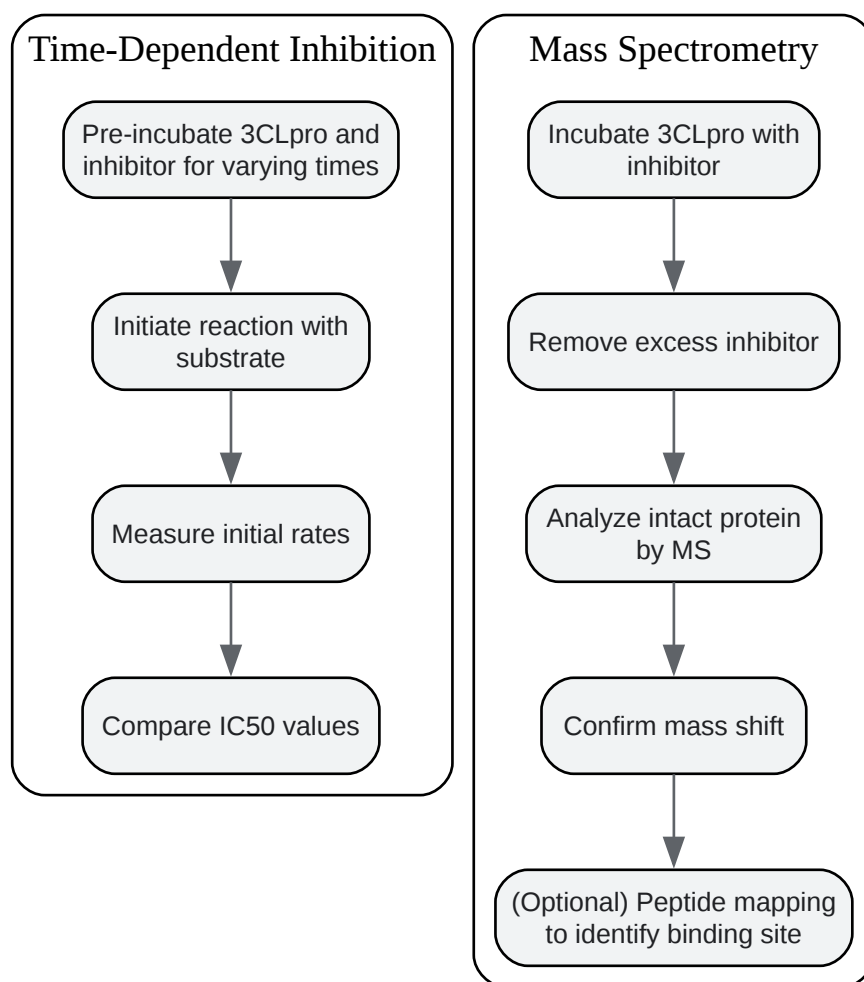 Time-Dependent Inhibition
Pre-incubate 3CLpro and
inhibitor for varying times
Initiate reaction with
substrate
Measure initial rates
Compare IC50 values
Mass Spectrometry
Incubate 3CLpro with
inhibitor
Remove excess inhibitor
Analyze intact protein
by MS
Confirm mass shift
(Optional) Peptide mapping
to identify binding site